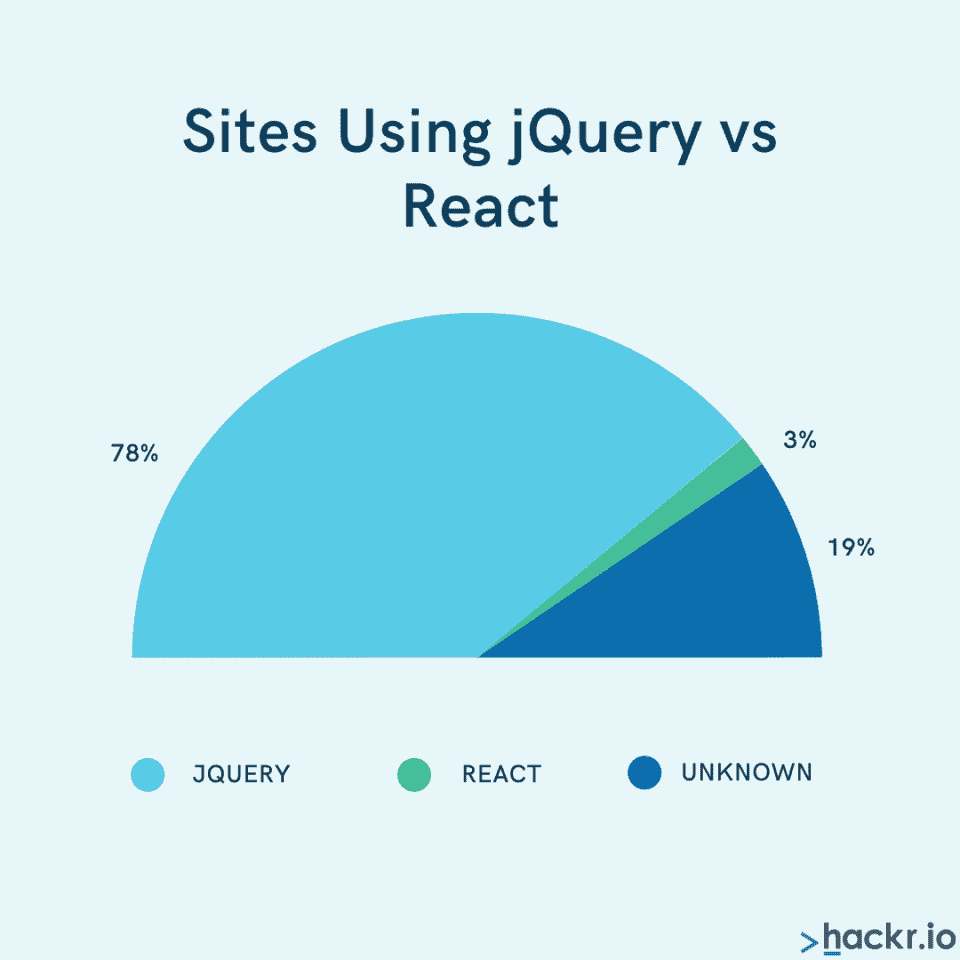 Sites Using jQuery vs
React
78%
3%
19%
JQUERY
REACT
UNKNOWN
>hackr.io